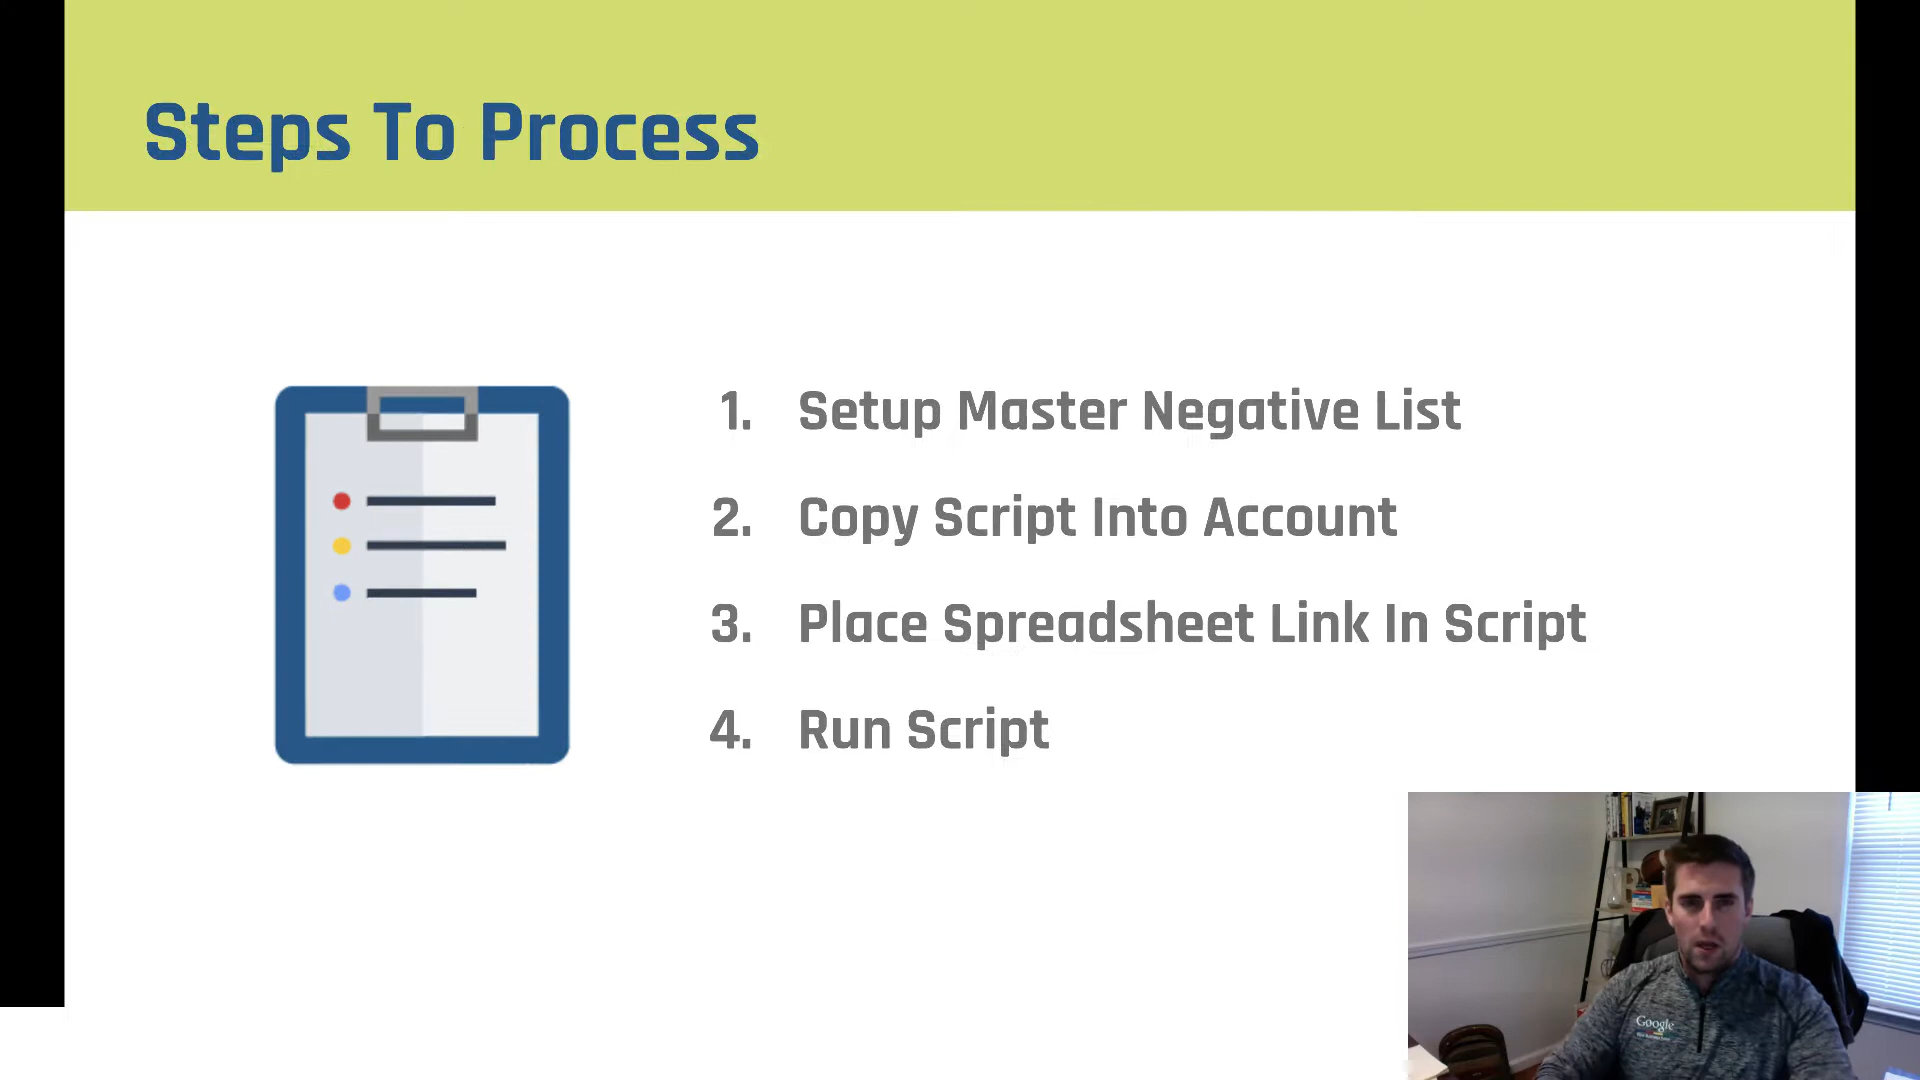 Steps To Process
1. Setup Master Negative List
2. Copy Script Into Account
3. Place Spreadsheet Link In Script
4. Run Script
Google